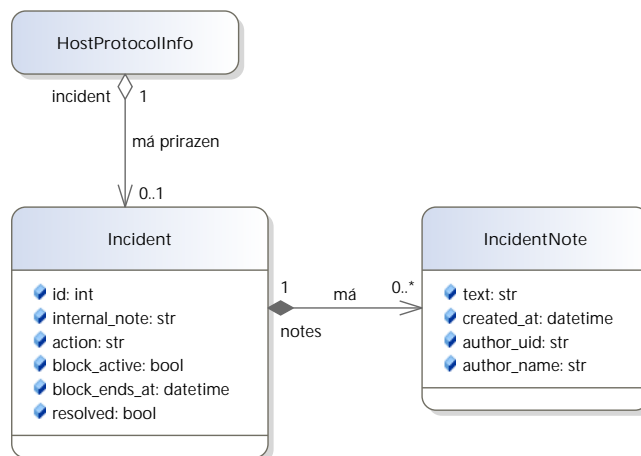 HostProtocolInfo
incident 1
má prirazen
0..1
Incident
id: int
internal_note: str
action: str
block_active: bool
block_ends_at: datetime
resolved: bool
1 má 0..*
notes
IncidentNote
text: str
created_at: datetime
author_uid: str
author_name: str